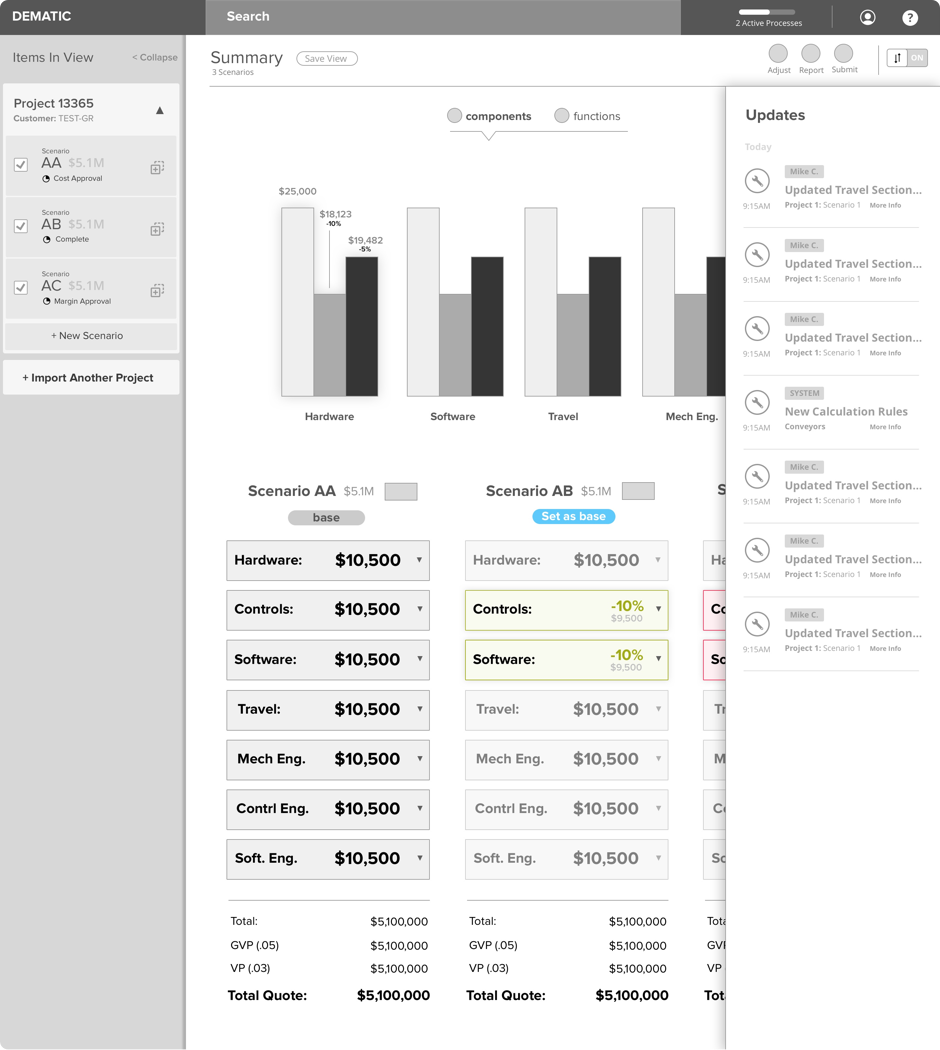 DEMATIC
Search
2 Active Processes
?
Items In View
< Collapse
Project 13365
Customer: TEST-GR
Scenario
AA $5.1M
Cost Approval
Scenario
AB $5.1M
Complete
Scenario
AC $5.1M
Margin Approval
+ New Scenario
+ Import Another Project
Summary
Save View
3 Scenarios
Adjust
Report
Submit
ON
components
functions
$25,000
$18,123
-10%
$19,482
-5%
Hardware
Software
Travel
Mech Eng.
Scenario AA $5.1M
base
Hardware: $10,500
Controls: $10,500
Software: $10,500
Travel: $10,500
Mech Eng. $10,500
Contrl Eng. $10,500
Soft. Eng. $10,500
Total: $5,100,000
GVP (.05) $5,100,000
VP (.03) $5,100,000
Total Quote: $5,100,000
Scenario AB $5.1M
Set as base
Hardware: $10,500
Controls: -10%
$9,500
Software: -10%
$9,500
Travel: $10,500
Mech Eng. $10,500
Contrl Eng. $10,500
Soft. Eng. $10,500
Total: $5,100,000
GVP (.05) $5,100,000
VP (.03) $5,100,000
Total Quote: $5,100,000
VP
Updates
Today
Mike C.
Updated Travel Section...
9:15AM
Project 1: Scenario 1 More Info
Mike C.
Updated Travel Section...
9:15AM
Project 1: Scenario 1 More Info
Mike C.
Updated Travel Section...
9:15AM
Project 1: Scenario 1 More Info
SYSTEM
New Calculation Rules
9:15AM
Conveyors More Info
Mike C.
Updated Travel Section...
9:15AM
Project 1: Scenario 1 More Info
Mike C.
Updated Travel Section...
9:15AM
Project 1: Scenario 1 More Info
Mike C.
Updated Travel Section...
9:15AM
Project 1: Scenario 1 More Info